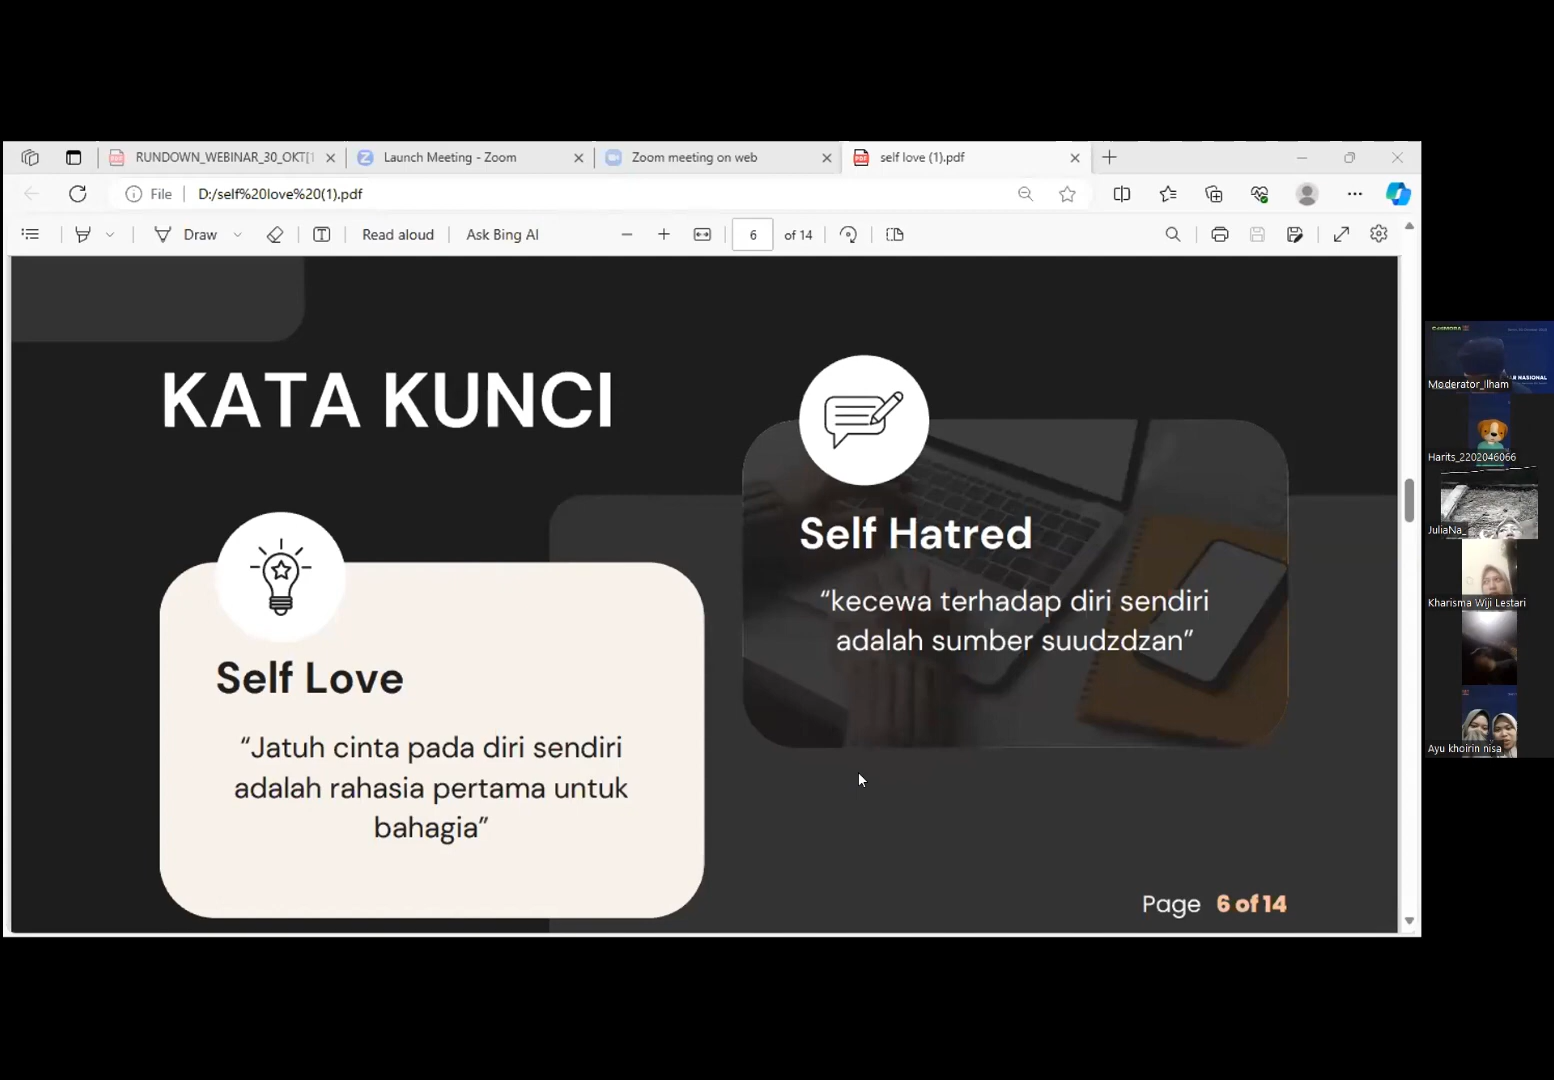 RUNDOWN_WEBINAR_30_OKT[1
Launch Meeting - Zoom
Zoom meeting on web
self love (1).pdf
File
D:/self%20love%20(1).pdf
Draw
Read aloud
Ask Bing AI
6
of 14
KATA KUNCI
Self Love
“Jatuh cinta pada diri sendiri
adalah rahasia pertama untuk
bahagia”
Self Hatred
“kecewa terhadap diri sendiri
adalah sumber suudzdzan”
Page 6 of 14
NASIONAL
Moderator_Ilham
Harits_2202046066
JuliaNa_
Kharisma Wiji Lestari
Ayu khoirin nisa